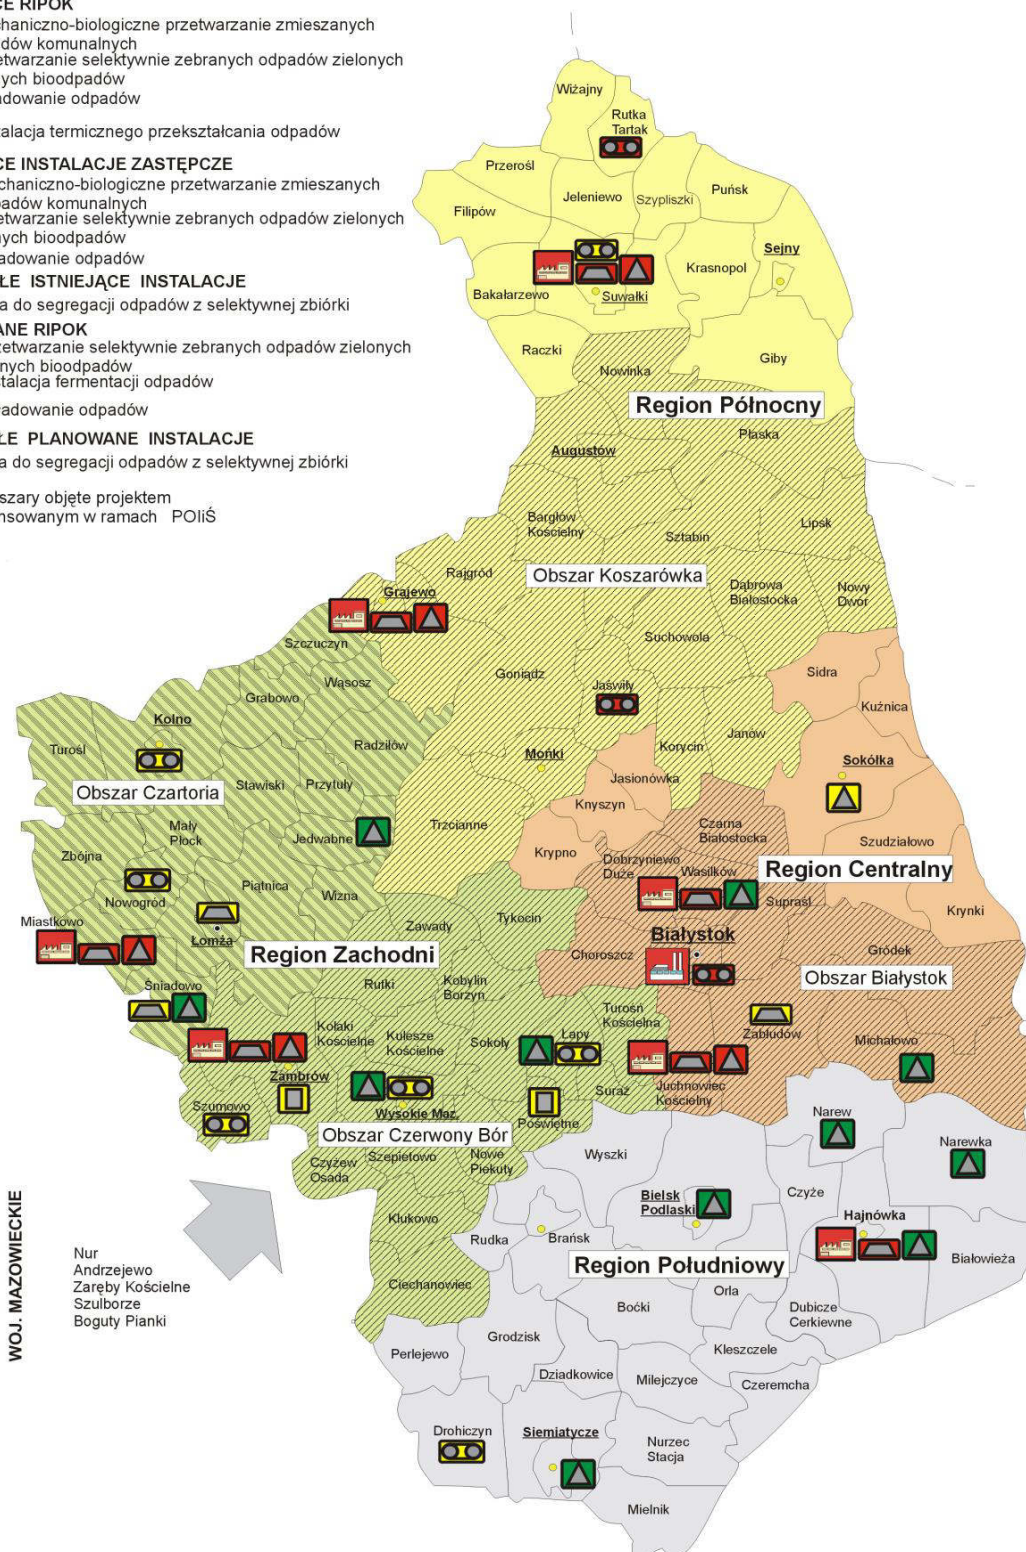 CE RIPOK
chaniczno-biologiczne przetwarzanie zmieszanych
dów komunalnych
etwarzanie selektywnie zebranych odpadów zielonych
ych bioodpadów
adowanie odpadów
talacja termicznego przekształcania odpadów
CE INSTALACJE ZASTĘPCZE
chaniczno-biologiczne przetwarzanie zmieszanych
adów komunalnych
etwarzanie selektywnie zebranych odpadów zielonych
nych bioodpadów
adowanie odpadów
ŁE ISTNIEJĄCE INSTALACJE
a do segregacji odpadów z selektywnej zbiórki
ANE RIPOK
zetwarzanie selektywnie zebranych odpadów zielonych
nych bioodpadów
stalacja fermentacji odpadów
ładowanie odpadów
ŁE PLANOWANE INSTALACJE
a do segregacji odpadów z selektywnej zbiórki
szary objęte projektem
nsowanym w ramach POIiŚ
Wiżajny
Rutka
Tartak
Przerośl
Jeleniewo
Szypliszki
Puńsk
Filipów
Sejny
Krasnopol
Bakałarzewo
Suwałki
Raczki
Giby
Nowinka
Region Północny
Płaska
Augustów
Bargłów
Kościelny
Lipsk
Sztabin
Rajgród
Obszar Koszarówka
Dąbrowa
Białostocka
Nowy
Dwór
Grajewo
Szczuczyn
Suchowola
Goniądz
Sidra
Wąsosz
Jaświły
Grabowo
Kuźnica
Kolno
Janów
Turośl
Radziłów
Mońki
Korycin
Sokółka
Stawiski
Przytuły
Jasionówka
Obszar Czartoria
Knyszyn
Mały
Płock
Trzcianne
Czarna
Białostocka
Jedwabne
Szudziałowo
Zbójna
Krypno
Dobrzyniewo
Duże
Wasilków
Region Centralny
Piątnica
Wizna
Nowogród
Supraśl
Krynki
Miastkowo
Tykocin
Zawady
Łomża
Białystok
Region Zachodni
Choroszcz
Gródek
Obszar Białystok
Śniadowo
Rutki
Kobylin
Borzyn
Turośń
Kościelna
Kołaki
Kościelne
Kulesze
Kościelne
Sokoły
Łapy
Zabłudów
Michałowo
Zambrów
Suraż
Juchnowiec
Kościelny
Szumowo
Wysokie Maz.
Poświętne
Narew
Obszar Czerwony Bór
Narewka
Czyżew
Osada
Szepietowo
Nowe
Piekuty
Wyszki
Czyże
Bielsk
Podlaski
Klukowo
Hajnówka
Rudka
Brańsk
Białowieża
WOJ. MAZOWIECKIE
Nur
Andrzejewo
Zaręby Kościelne
Szulborze
Boguty Pianki
Region Południowy
Ciechanowiec
Orla
Boćki
Dubicze
Cerkiewne
Grodzisk
Perlejewo
Kleszczele
Dziadkowice
Milejczyce
Czeremcha
Drohiczyn
Siemiatycze
Nurzec
Stacja
Mielnik